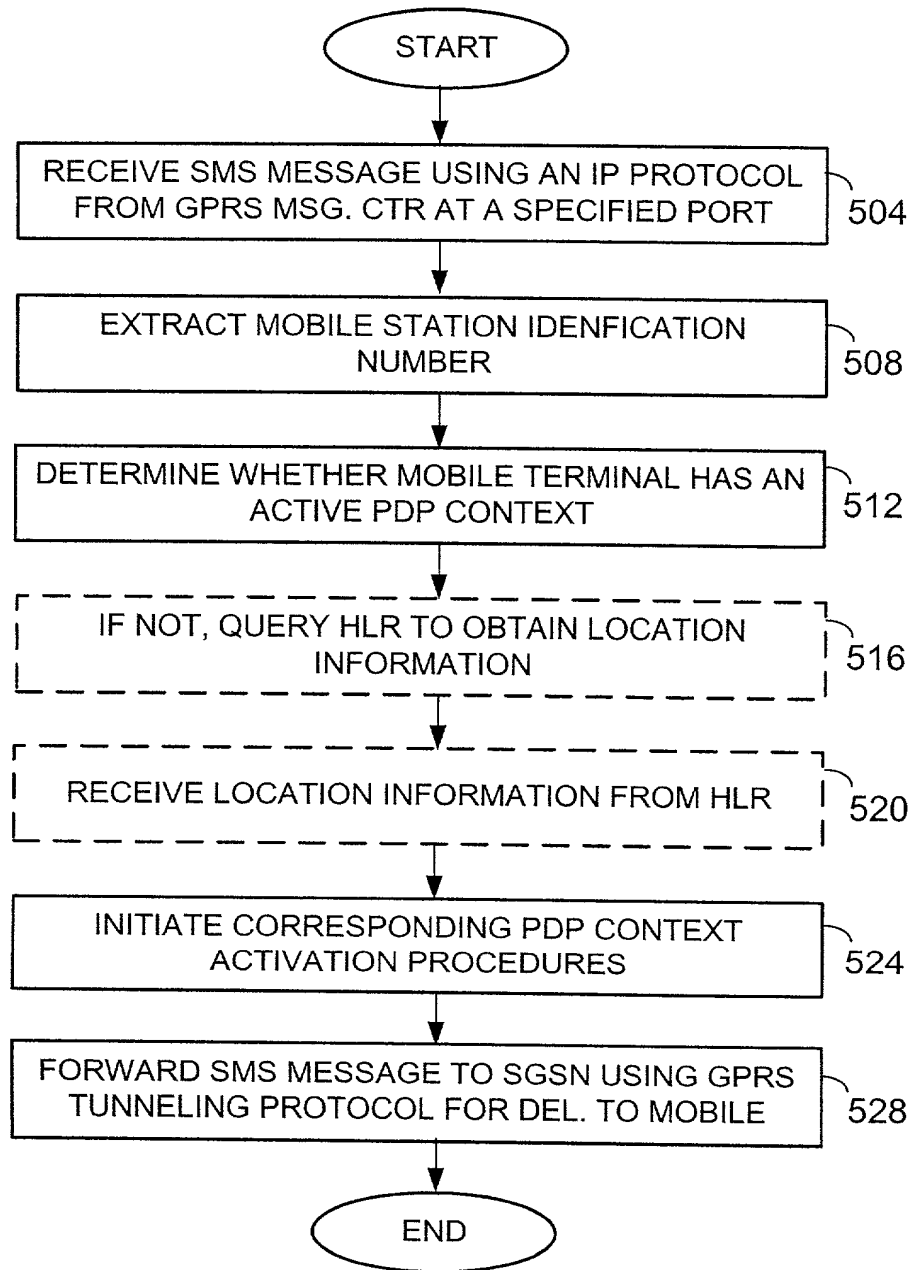 START
RECEIVE SMS MESSAGE USING AN IP PROTOCOL
FROM GPRS MSG. CTR AT A SPECIFIED PORT
504
EXTRACT MOBILE STATION IDENFICATION
NUMBER
508
DETERMINE WHETHER MOBILE TERMINAL HAS AN
ACTIVE PDP CONTEXT
512
IF NOT, QUERY HLR TO OBTAIN LOCATION
INFORMATION
516
RECEIVE LOCATION INFORMATION FROM HLR
520
INITIATE CORRESPONDING PDP CONTEXT
ACTIVATION PROCEDURES
524
FORWARD SMS MESSAGE TO SGSN USING GPRS
TUNNELING PROTOCOL FOR DEL. TO MOBILE
528
END